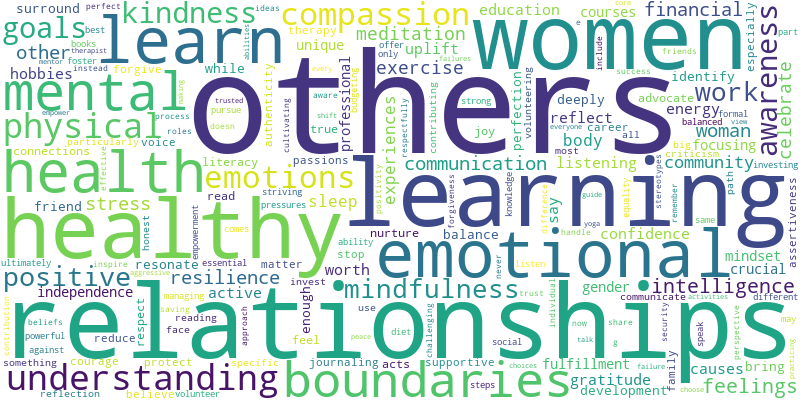 surround perfect core ideas
kindness
compassion
education courses
financial
goals
best
books
therapist
mentor
instead
foster
forgive
other
hobbies
learn
abilities
therapy
unique
offer
only
meditation
uplift
women
include
friends
especially
part
success
identify
failures
exercise
while
mental
making
empower
physical
process
roles
trusted
pursue
doesn
every
aware
shift
budgeting
cultivating
authenticity
true
others
professional
experiences
respectfully
contributing
strong
joy
perfection
volunteering
deeply
reflect
everyone
career
most
all
body
advocate
work
energy
formal
balanced
view
woman
big
focusing
criticism
investing
awareness
celebrate
connections
particularly
voice
literacy
passions
communication
listening
community
health
effective
emotions
striving
pressures
read
sleep
positivity
learning
forgiveness
knowledge
difference
guide
yoga
say
equality
stereotypes
remember
path
same
assertiveness
friend
stress
honest
empowerment
comes
healthy
nurture
balance
ability
stop
handle
confidence
mindset
crucial
ultimately
inspire
resonate
essential
matter
worth
emotional
never
listen
positive
aggressive
resilience
mindfulness
gender
intelligence
independence
managing
saving
active
approach
invest
enough
use
trust
individual
communicate
activities
different
contribution
beliefs
powerful
against
respect
reduce
reading
face
feel
peace
diet
challenging
social
relationships
now
talk
share
g
security
speak
perspective
may
practicing
something
courage
protect
specific
journaling
acts
supportive
fulfillment
family
causes
bring
understanding
reflection
believe
volunteer
boundaries
steps
choices
failure
gratitude
development
choose
feelings